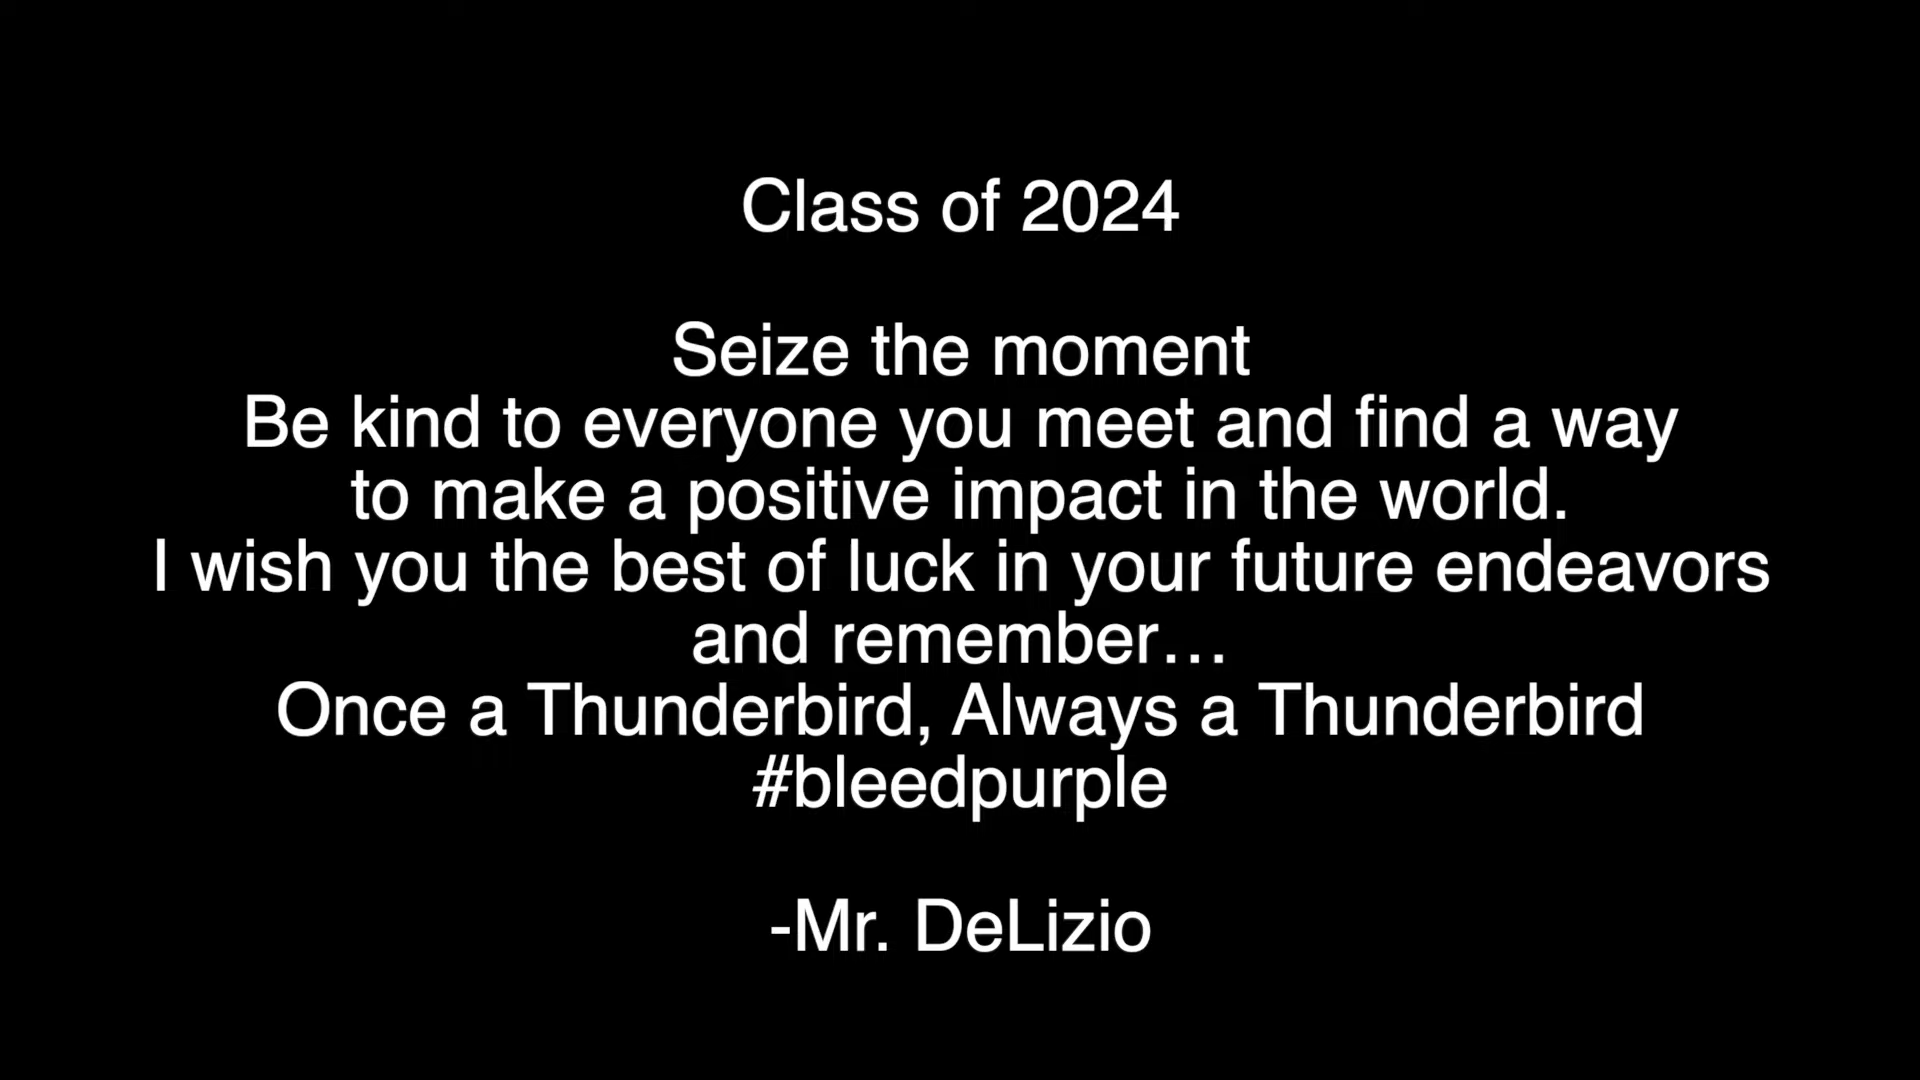 Class of 2024
Seize the moment
Be kind to everyone you meet and find a way
to make a positive impact in the world.
I wish you the best of luck in your future endeavors
and remember…
Once a Thunderbird, Always a Thunderbird
#bleedpurple
-Mr. DeLizio